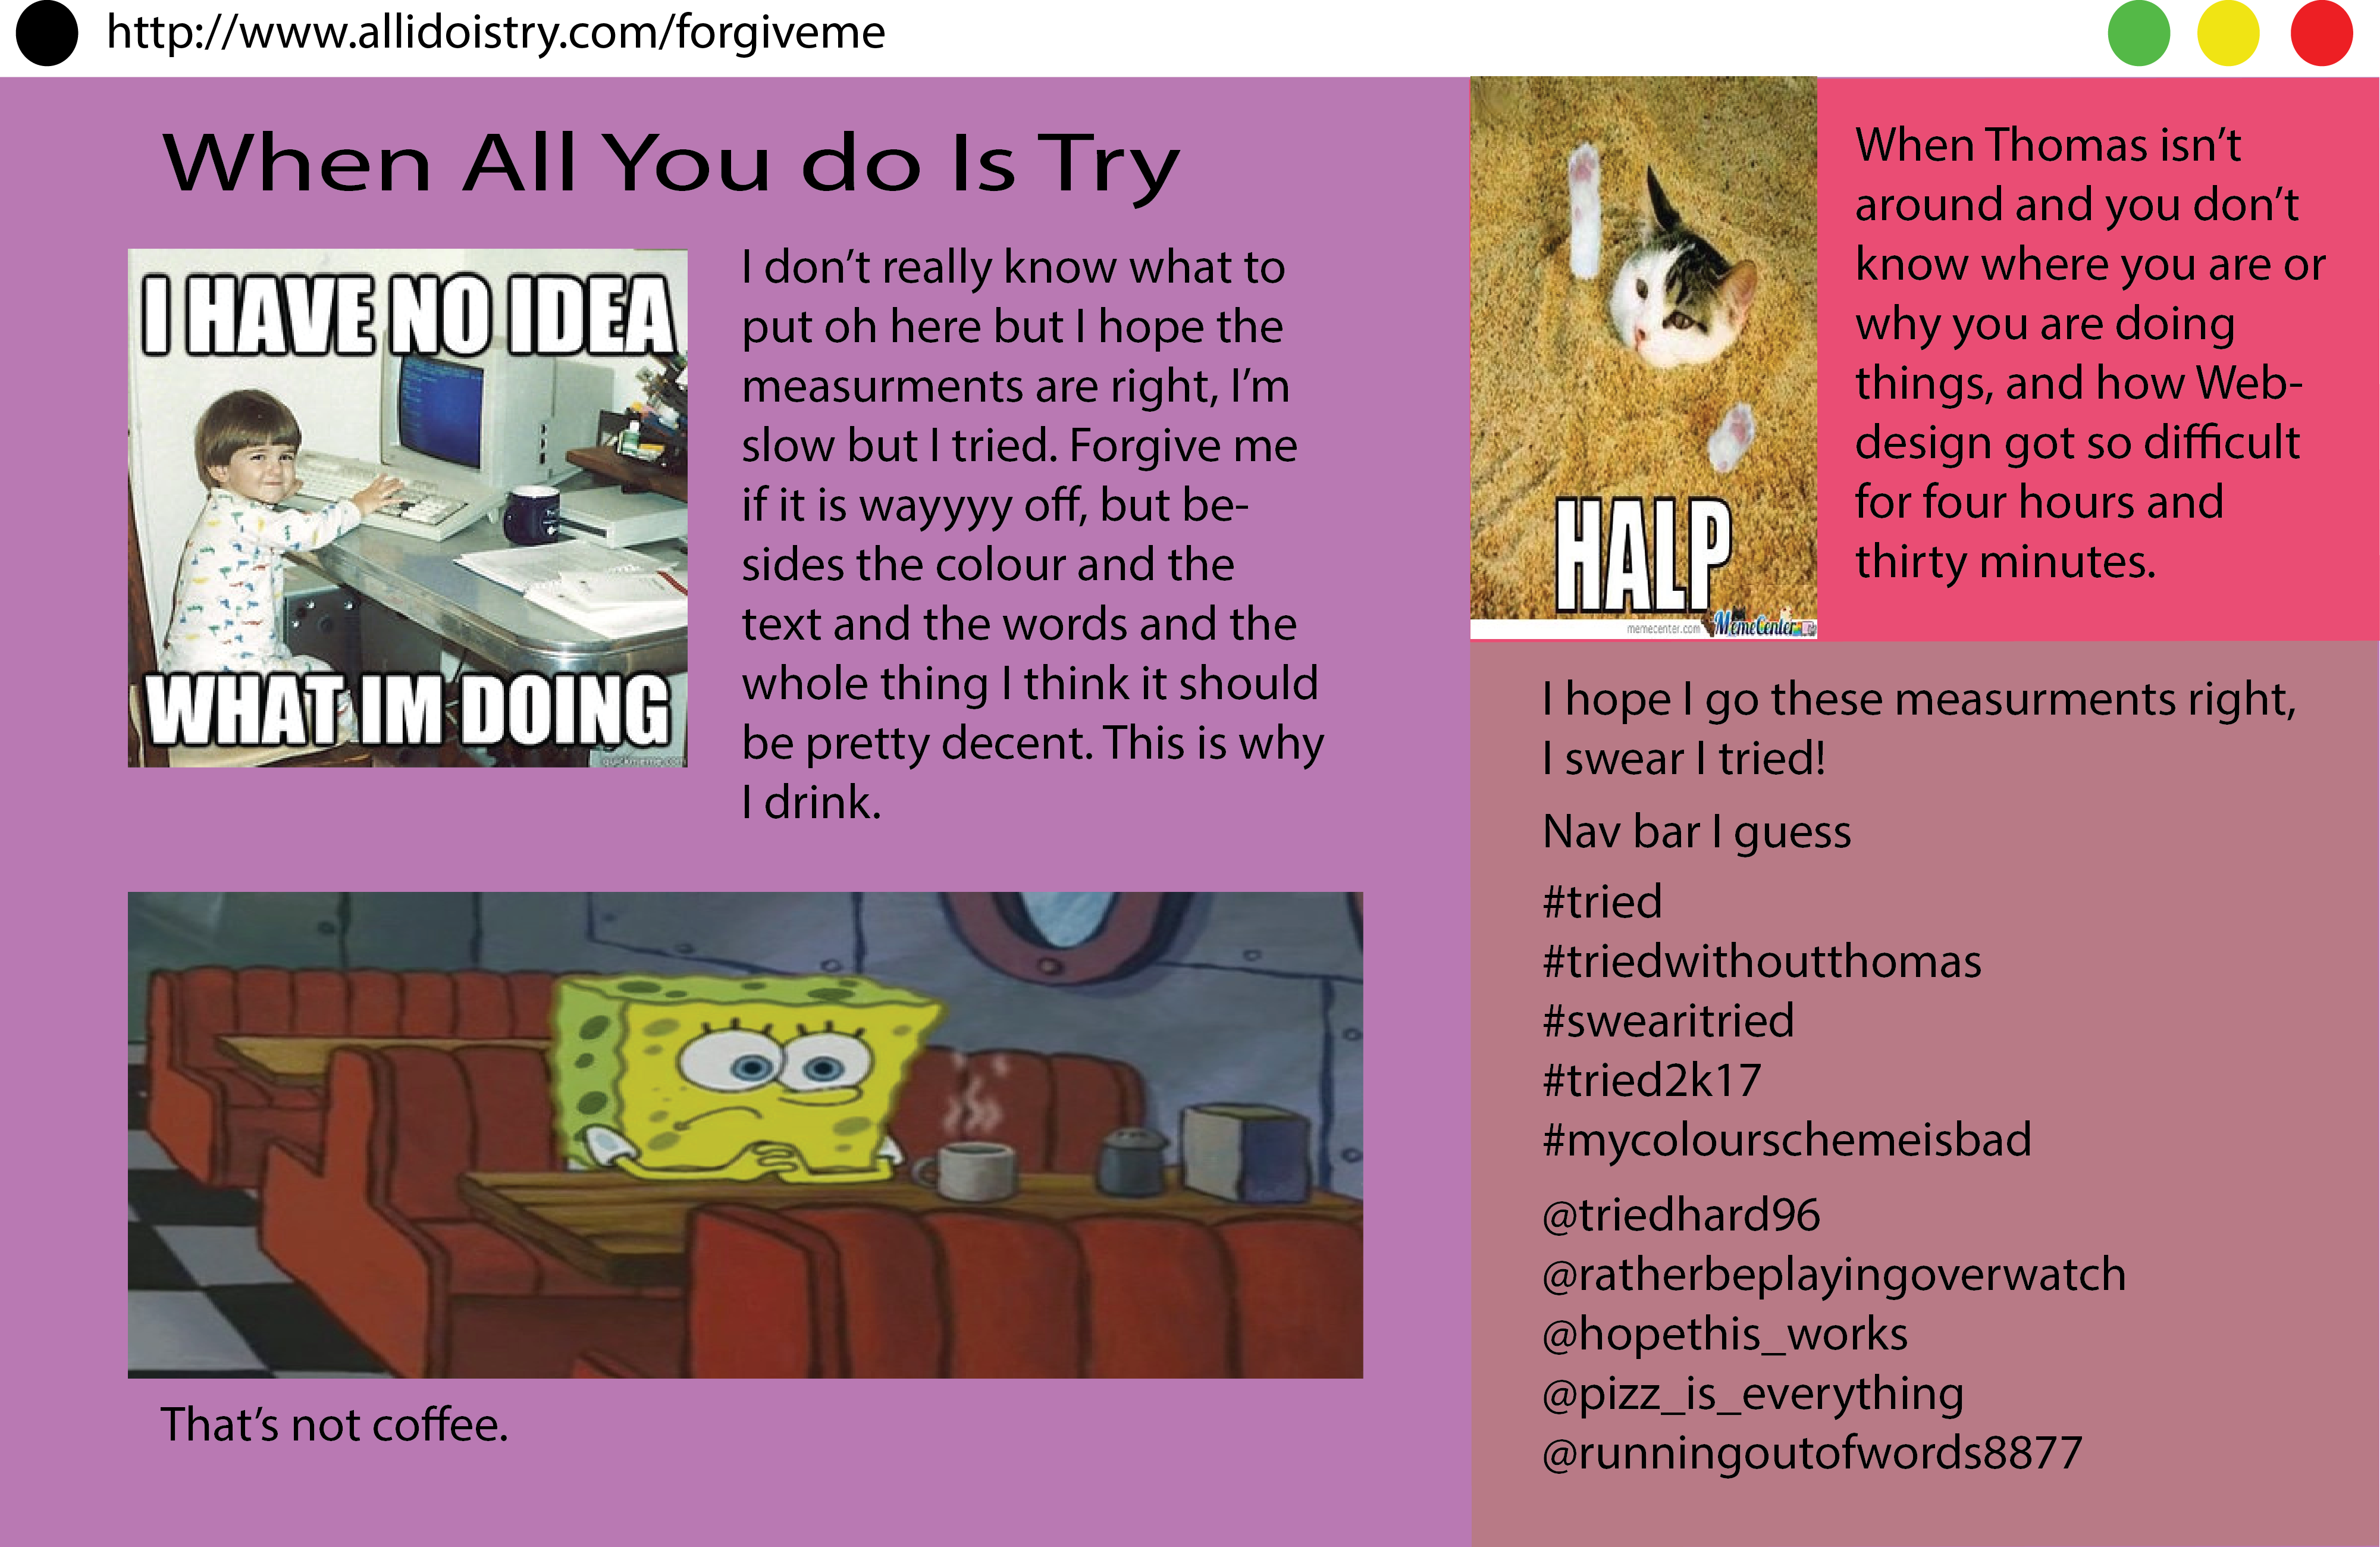 http://www.allidoistry.com/forgiveme
When All You do Is Try
I HAVE NO IDEA
WHAT IM DOING
quickmeme.com
I don't really know what to
put oh here but I hope the
measurments are right, I'm
slow but I tried. Forgive me
if it is wayyyy off, but be-
sides the colour and the
text and the words and the
whole thing I think it should
be pretty decent. This is why
I drink.
That's not coffee.
HALP
memecenter.com MemeCenter
When Thomas isn't
around and you don't
know where you are or
why you are doing
things, and how Web-
design got so difficult
for four hours and
thirty minutes.
I hope I go these measurments right,
I swear I tried!
Nav bar I guess
#tried
#triedwithoutthomas
#swearitried
#tried2k17
#mycolourschemeisbad
@triedhard96
@ratherbeplayingoverwatch
@hopethis_works
@pizz_is_everything
@runningoutofwords8877